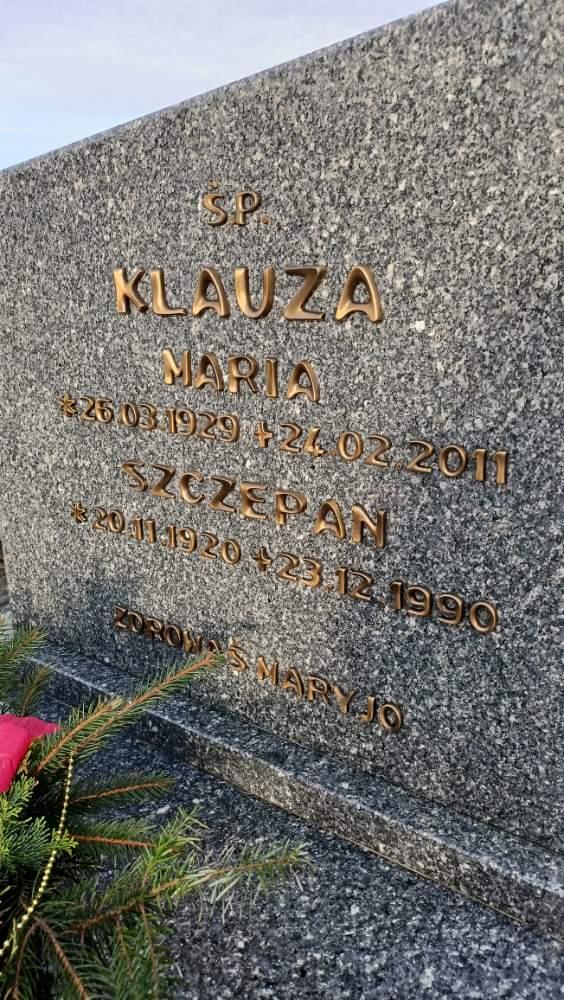 Ś.P.
KLAUZA
MARIA
*26.03.1929 +24.02.2011
SZCZEPAN
*20.11.1920 +23.12.1990
ZDROWAŚ MARYJO